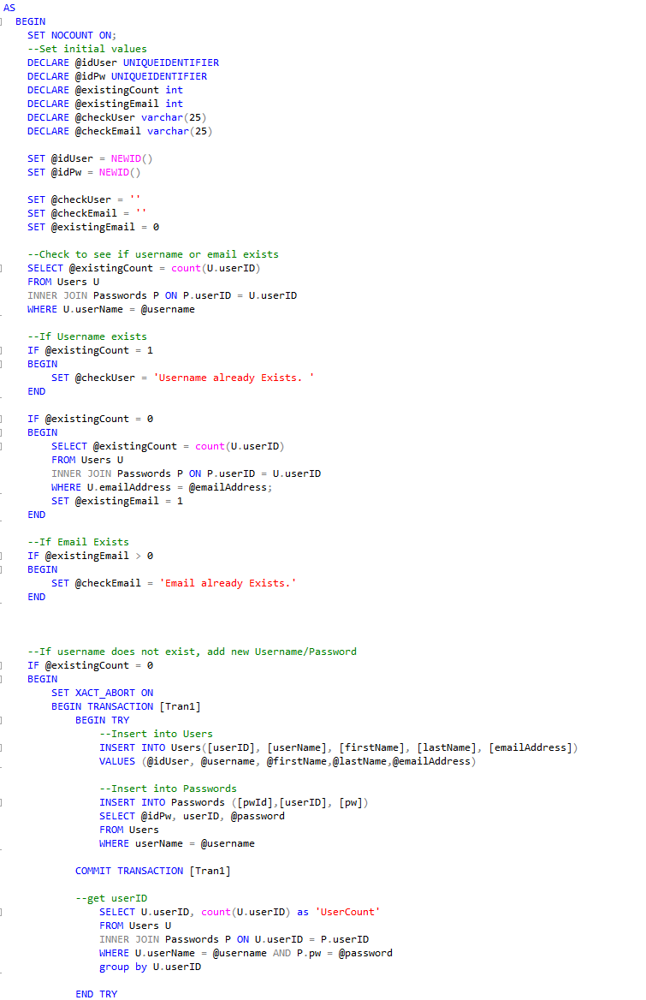 AS
BEGIN
SET NOCOUNT ON;
--Set initial values
DECLARE @idUser UNIQUEIDENTIFIER
DECLARE @idPw UNIQUEIDENTIFIER
DECLARE @existingCount int
DECLARE @existingEmail int
DECLARE @checkUser varchar(25)
DECLARE @checkEmail varchar(25)
SET @idUser = NEWID()
SET @idPw = NEWID()
SET @checkUser = ''
SET @checkEmail = ''
SET @existingEmail = 0
--Check to see if username or email exists
SELECT @existingCount = count(U.userID)
FROM Users U
INNER JOIN Passwords P ON P.userID = U.userID
WHERE U.userName = @username
--If Username exists
IF @existingCount = 1
BEGIN
SET @checkUser = 'Username already Exists. '
END
IF @existingCount = 0
BEGIN
SELECT @existingCount = count(U.userID)
FROM Users U
INNER JOIN Passwords P ON P.userID = U.userID
WHERE U.emailAddress = @emailAddress;
SET @existingEmail = 1
END
--If Email Exists
IF @existingEmail > 0
BEGIN
SET @checkEmail = 'Email already Exists.'
END
--If username does not exist, add new Username/Password
IF @existingCount = 0
BEGIN
SET XACT_ABORT ON
BEGIN TRANSACTION [Tran1]
BEGIN TRY
--Insert into Users
INSERT INTO Users([userID], [userName], [firstName], [lastName], [emailAddress])
VALUES (@idUser, @username, @firstName,@lastName,@emailAddress)
--Insert into Passwords
INSERT INTO Passwords ([pwId],[userID], [pw])
SELECT @idPw, userID, @password
FROM Users
WHERE userName = @username
COMMIT TRANSACTION [Tran1]
--get userID
SELECT U.userID, count(U.userID) as 'UserCount'
FROM Users U
INNER JOIN Passwords P ON U.userID = P.userID
WHERE U.userName = @username AND P.pw = @password
group by U.userID
END TRY